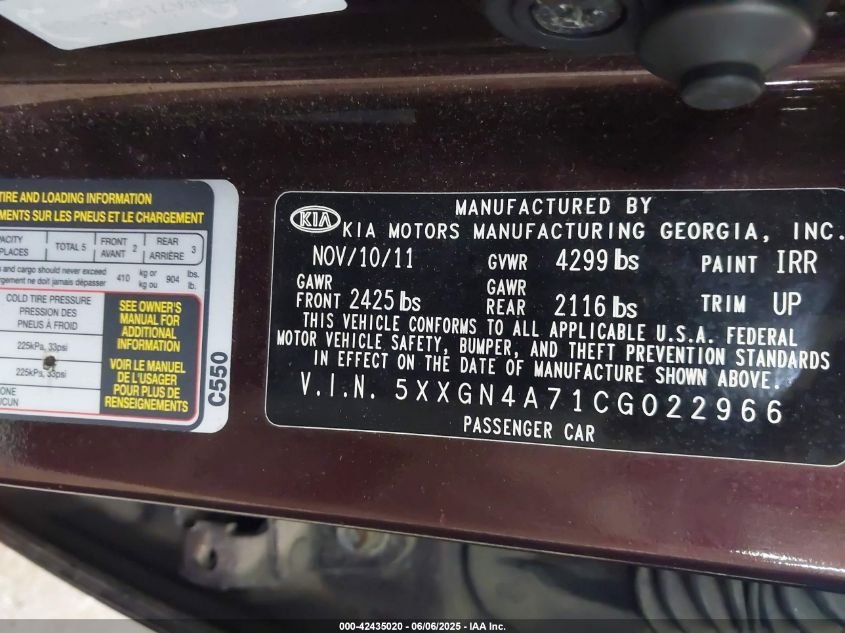 TIRE AND LOADING INFORMATION
SUR LES PNEUS ET LE CHARGEMENT
TOTAL 5 FRONT AVANT 2 REAR ARRIÈRE 3
and cargo should never exceed 410 kg or 904 lbs.
ne doit jamais dépasser kg ou lb.
COLD TIRE PRESSURE
PRESSION DES
PNEUS À FROID
225kPa, 33psi
225kPa, 33psi
SEE OWNER'S
MANUAL FOR
ADDITIONAL
INFORMATION
VOIR LE MANUEL
DE L'USAGER
POUR PLUS DE
RENSEIGNEMENTS
C550
MANUFACTURED BY
KIA KIA MOTORS MANUFACTURING GEORGIA, INC.
NOV/10/11 GVWR 4299 lbs PAINT IRR
GAWR FRONT 2425 lbs GAWR REAR 2116 lbs TRIM UP
THIS VEHICLE CONFORMS TO ALL APPLICABLE U.S.A. FEDERAL
MOTOR VEHICLE SAFETY, BUMPER, AND THEFT PREVENTION STANDARDS
IN EFFECT ON THE DATE OF MANUFACTURE SHOWN ABOVE.
V.I.N. 5XXGN4A71CG022966
PASSENGER CAR
000-42435020 - 06/06/2025 - IAA Inc.